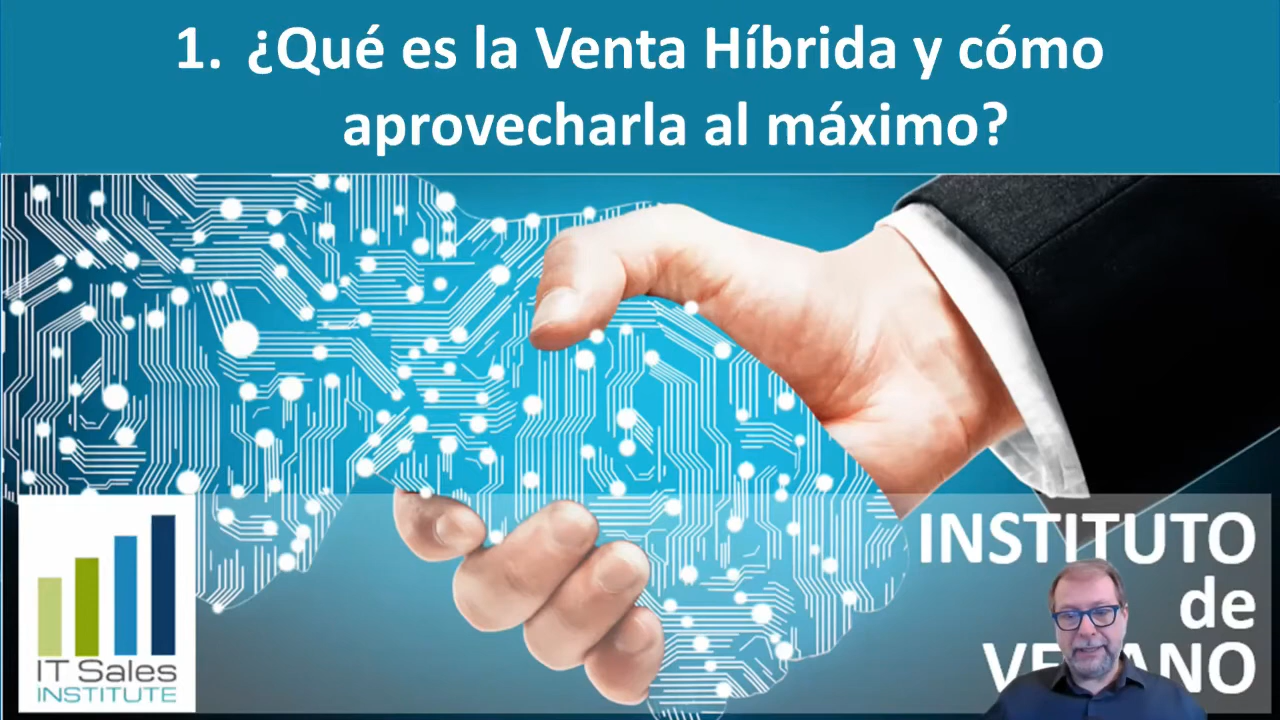 1. ¿Qué es la Venta Híbrida y cómo
aprovecharla al máximo?
INSTITUTO
de
IT Sales
INSTITUTE